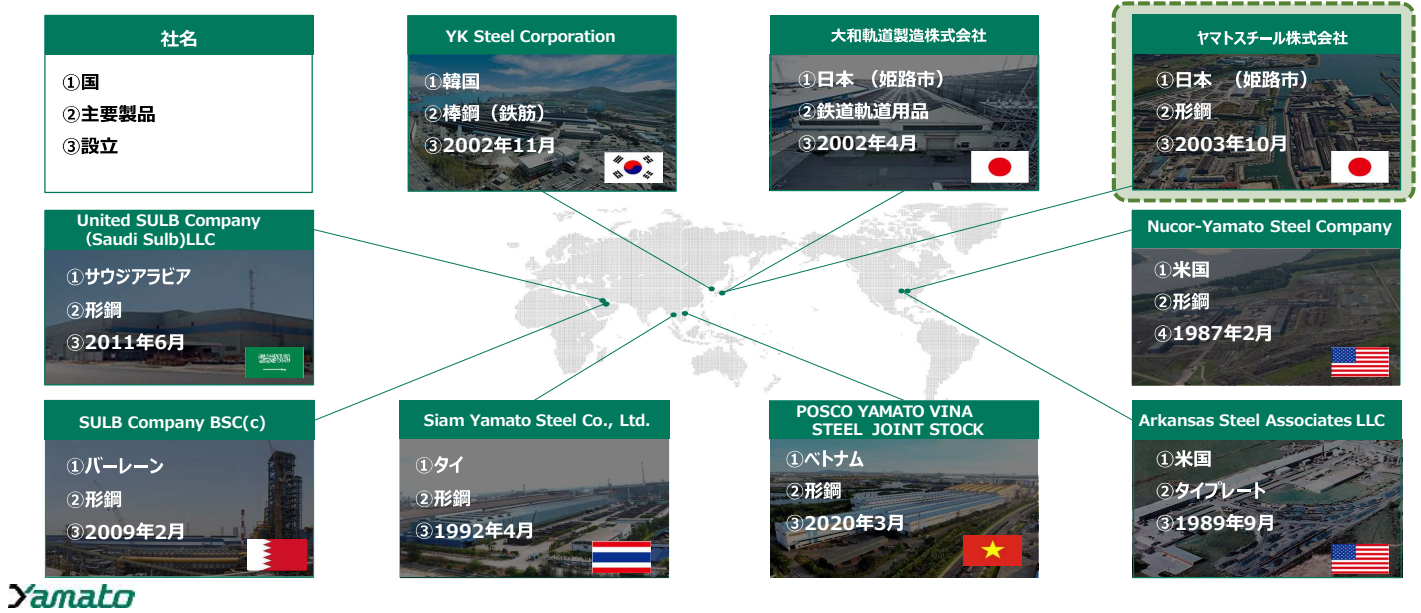 社名
①国
②主要製品
③設立
YK Steel Corporation
①韓国
②棒鋼（鉄筋）
③2002年11月
大和軌道製造株式会社
①日本 （姫路市）
②鉄道軌道用品
③2002年4月
ヤマトスチール株式会社
①日本 （姫路市）
②形鋼
③2003年10月
United SULB Company
(Saudi Sulb)LLC
①サウジアラビア
②形鋼
③2011年6月
Nucor-Yamato Steel Company
①米国
②形鋼
④1987年2月
SULB Company BSC(c)
①バーレーン
②形鋼
③2009年2月
Siam Yamato Steel Co., Ltd.
①タイ
②形鋼
③1992年4月
POSCO YAMATO VINA
STEEL JOINT STOCK
①ベトナム
②形鋼
③2020年3月
Arkansas Steel Associates LLC
①米国
②タイプレート
③1989年9月
Yamato